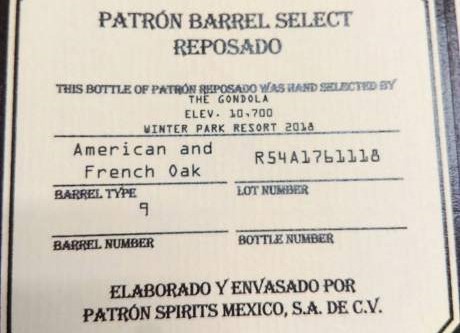 PATRÓN BARREL SELECT
REPOSADO
THIS BOTTLE OF PATRÓN REPOSADO WAS HAND SELECTED BY
THE GONDOLA
ELEV. 10,700
WINTER PARK RESORT 2018
American and
French Oak
R54A1761118
BARREL TYPE
LOT NUMBER
9
BARREL NUMBER
BOTTLE NUMBER
ELABORADO Y ENVASADO POR
PATRÓN SPIRITS MEXICO, S.A. DE C.V.